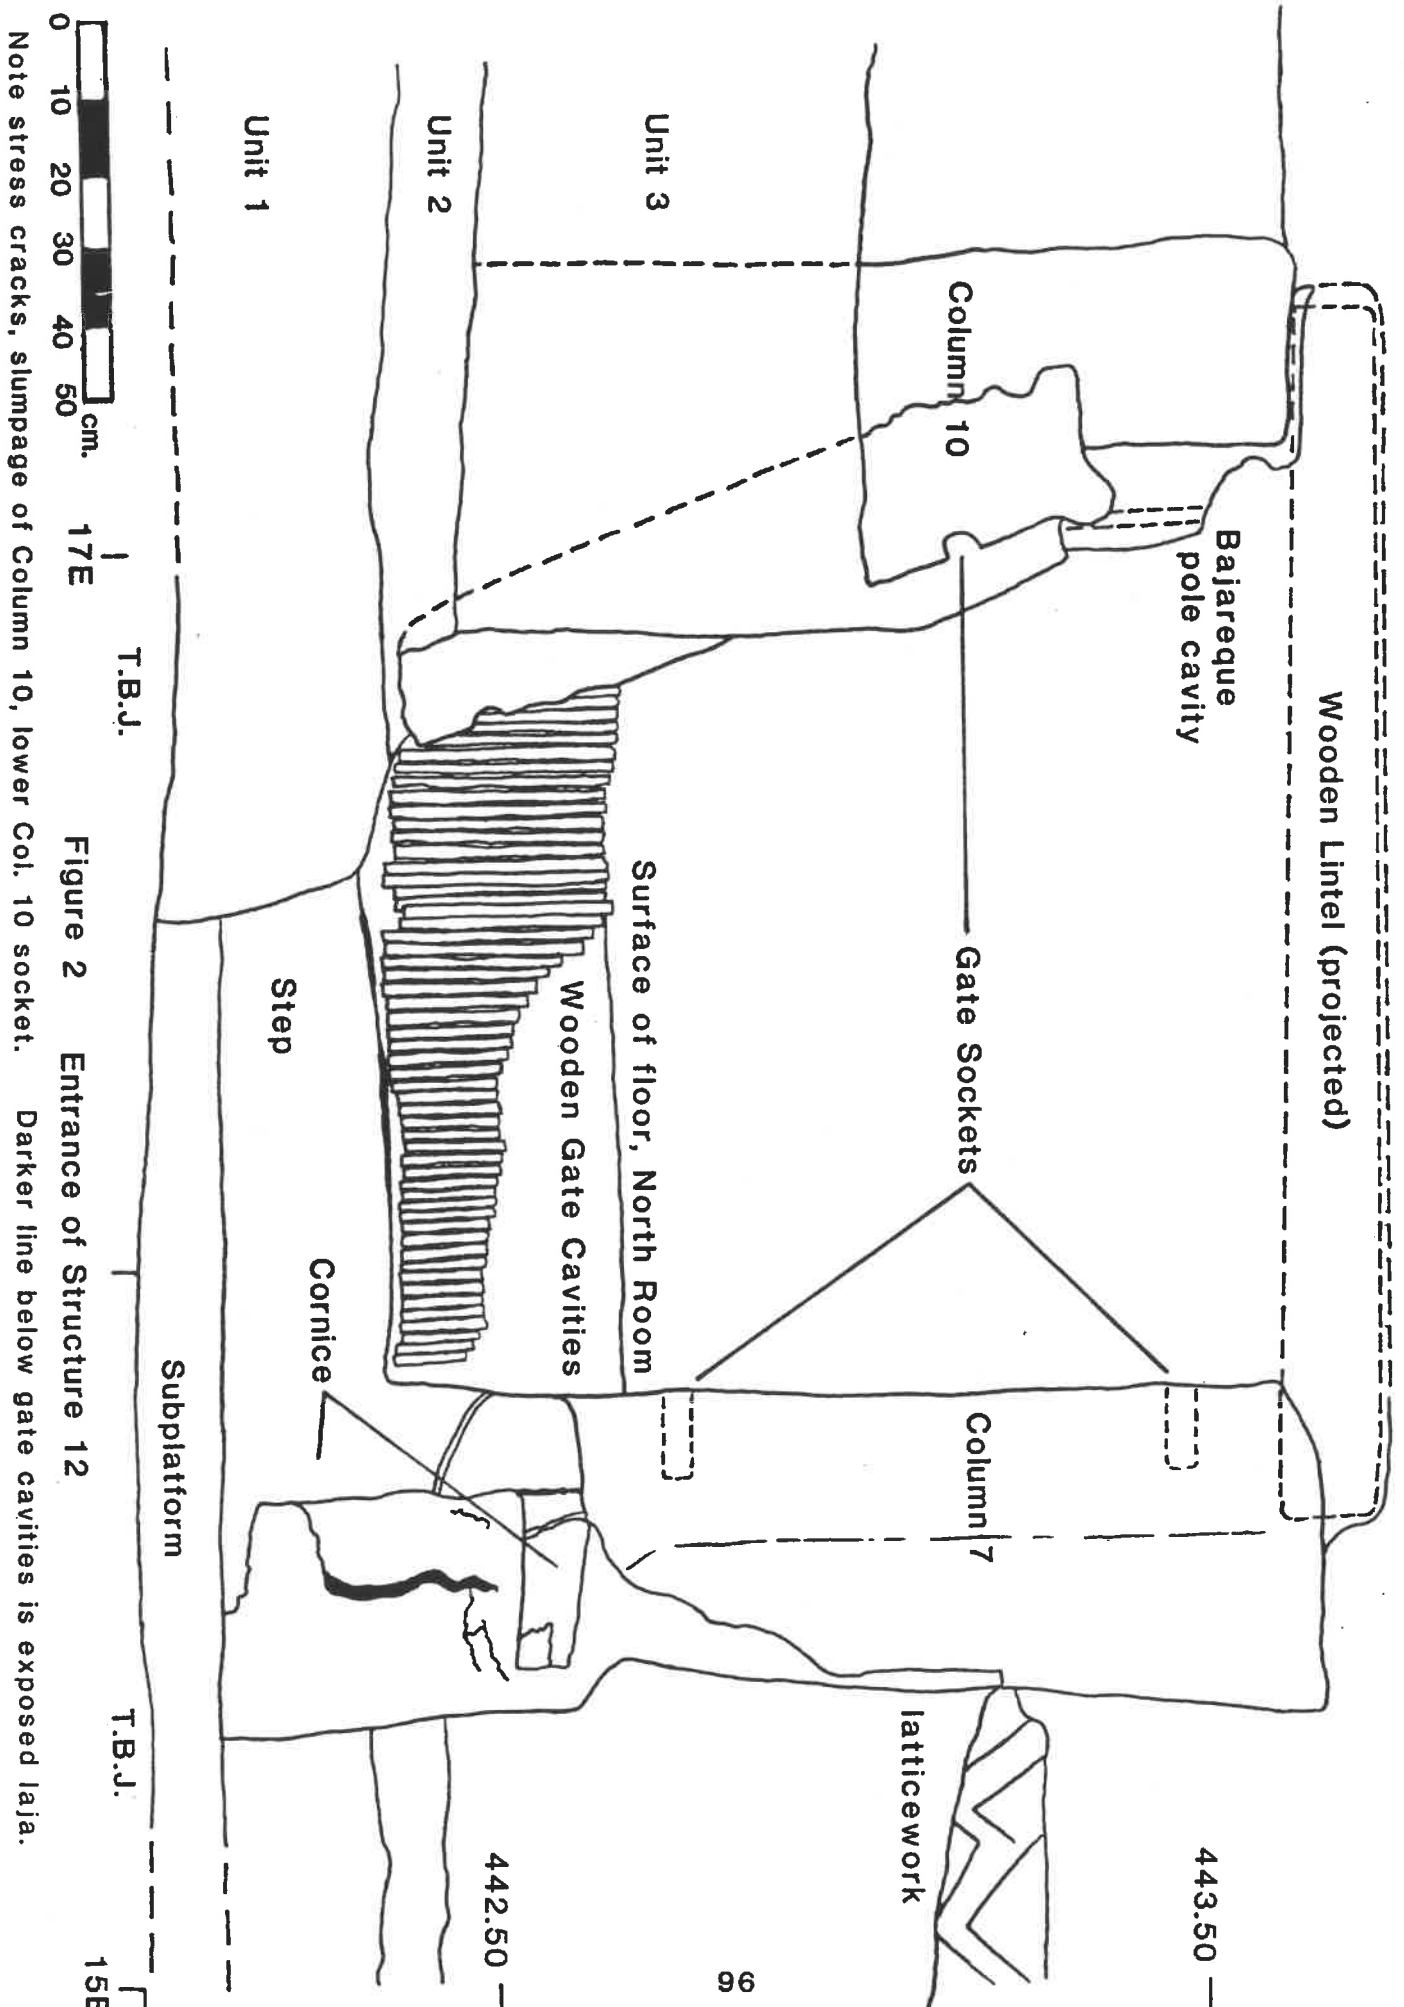 443.50
Wooden Lintel (projected)
Bajareque
pole cavity
Column 10
Gate Sockets
Column 7
latticework
96
Unit 3
Surface of floor, North Room
Wooden Gate Cavities
442.50
Unit 2
Unit 1
Step
Cornice
Subplatform
T.B.J.
T.B.J.
17E
15E
0 10 20 30 40 50 cm.
Figure 2 Entrance of Structure 12
Note stress cracks, slumpage of Column 10, lower Col. 10 socket. Darker line below gate cavities is exposed laja.